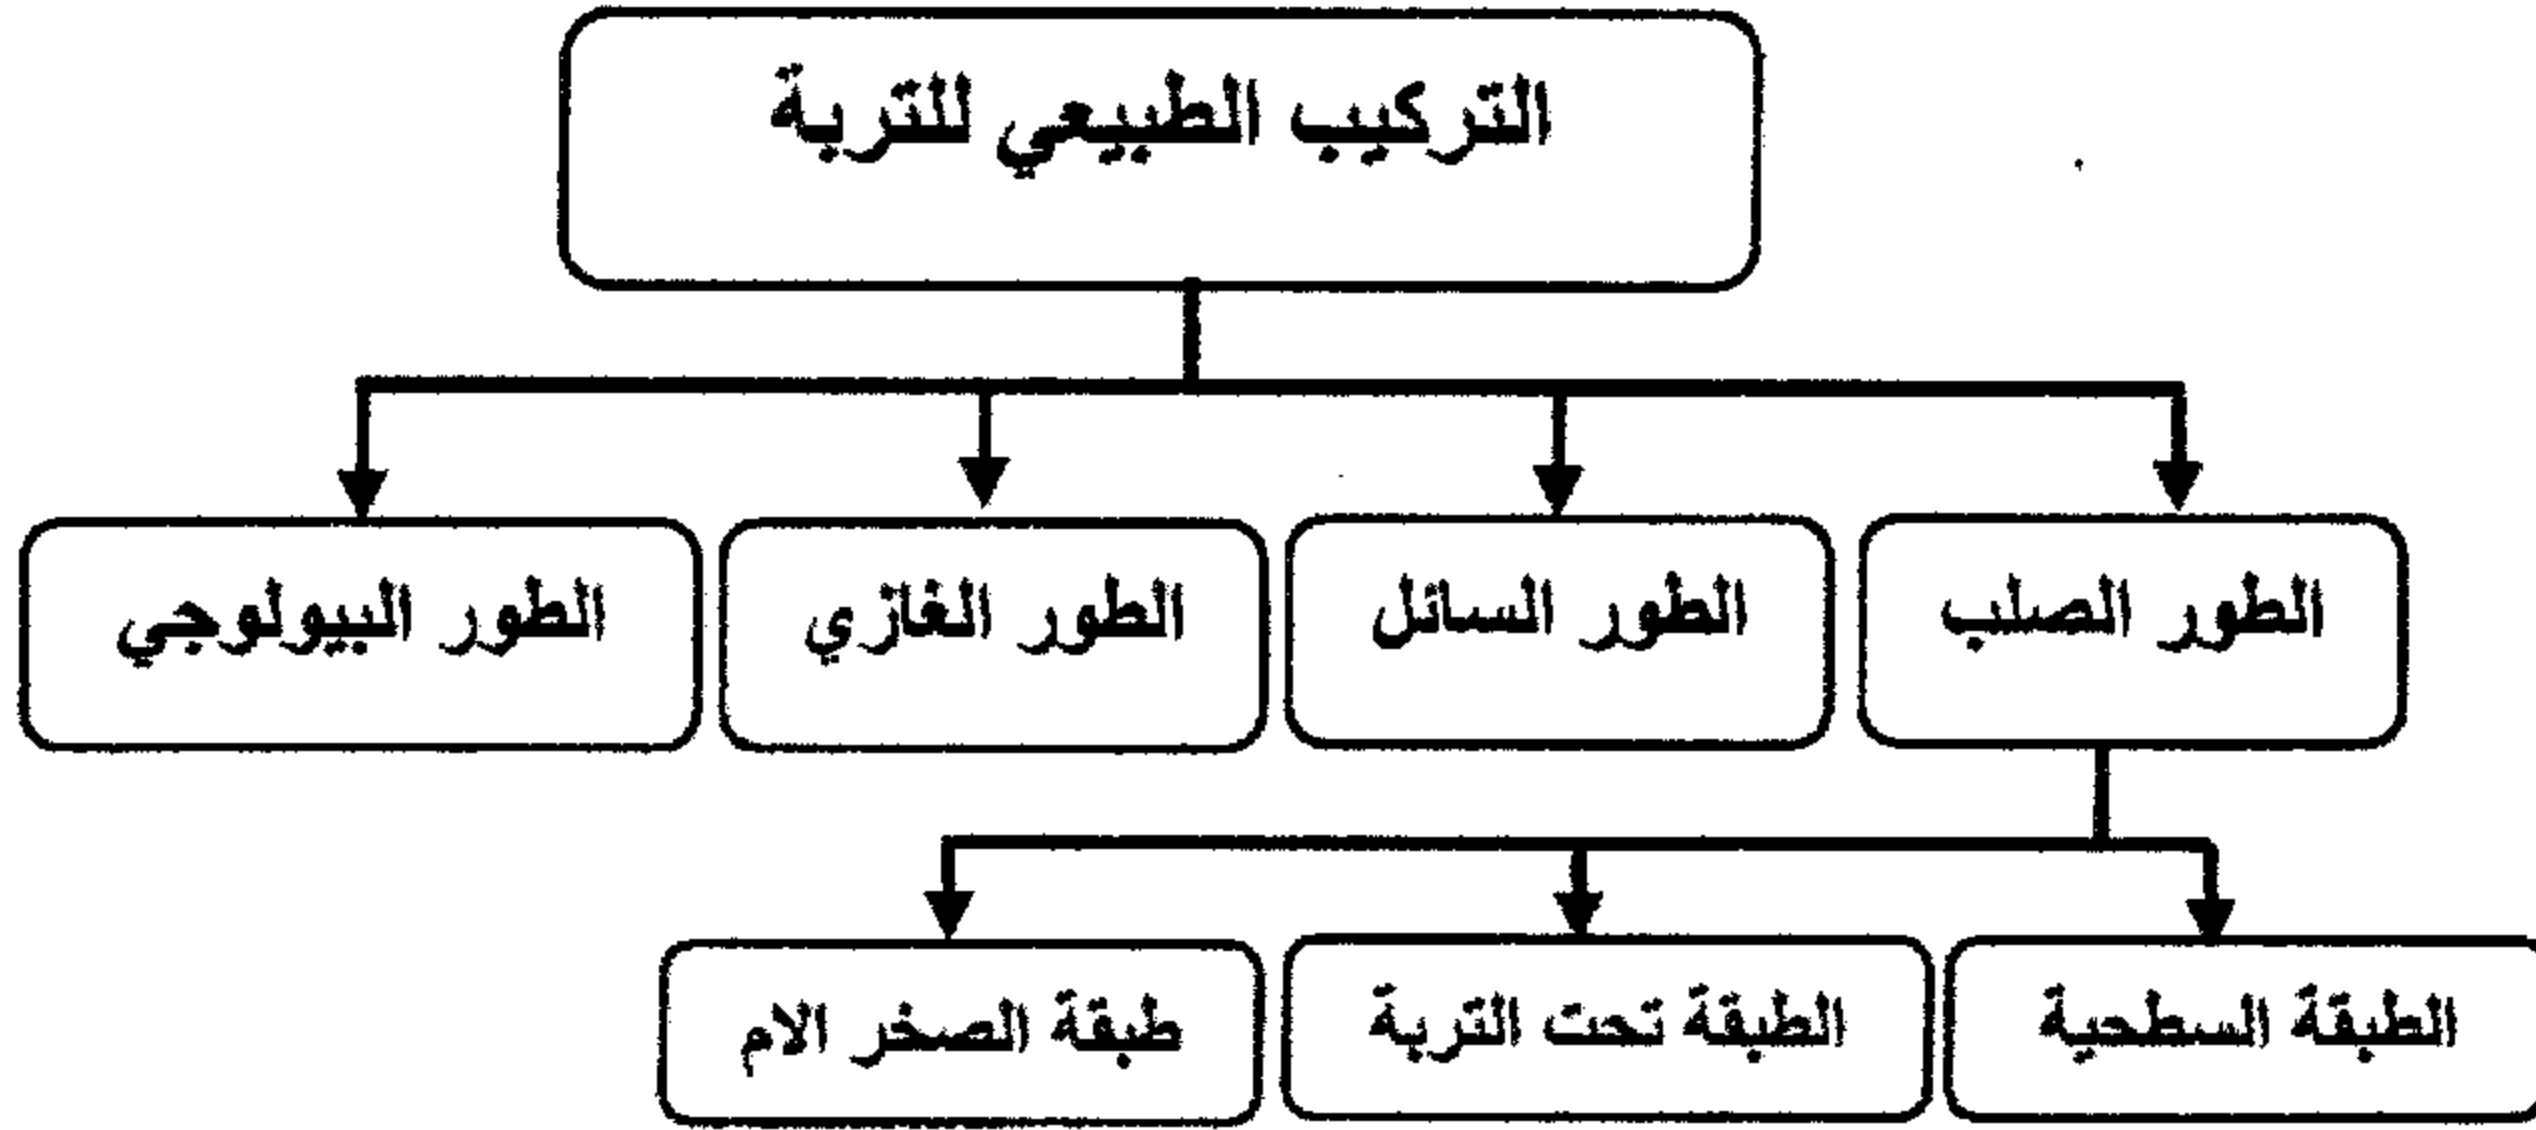 التركيب الطبيعي للتربة
الطور الصلب
الطور السائل
الطور الغازي
الطور البيولوجي
الطبقة السطحية
الطبقة تحت التربة
طبقة الصخر الام